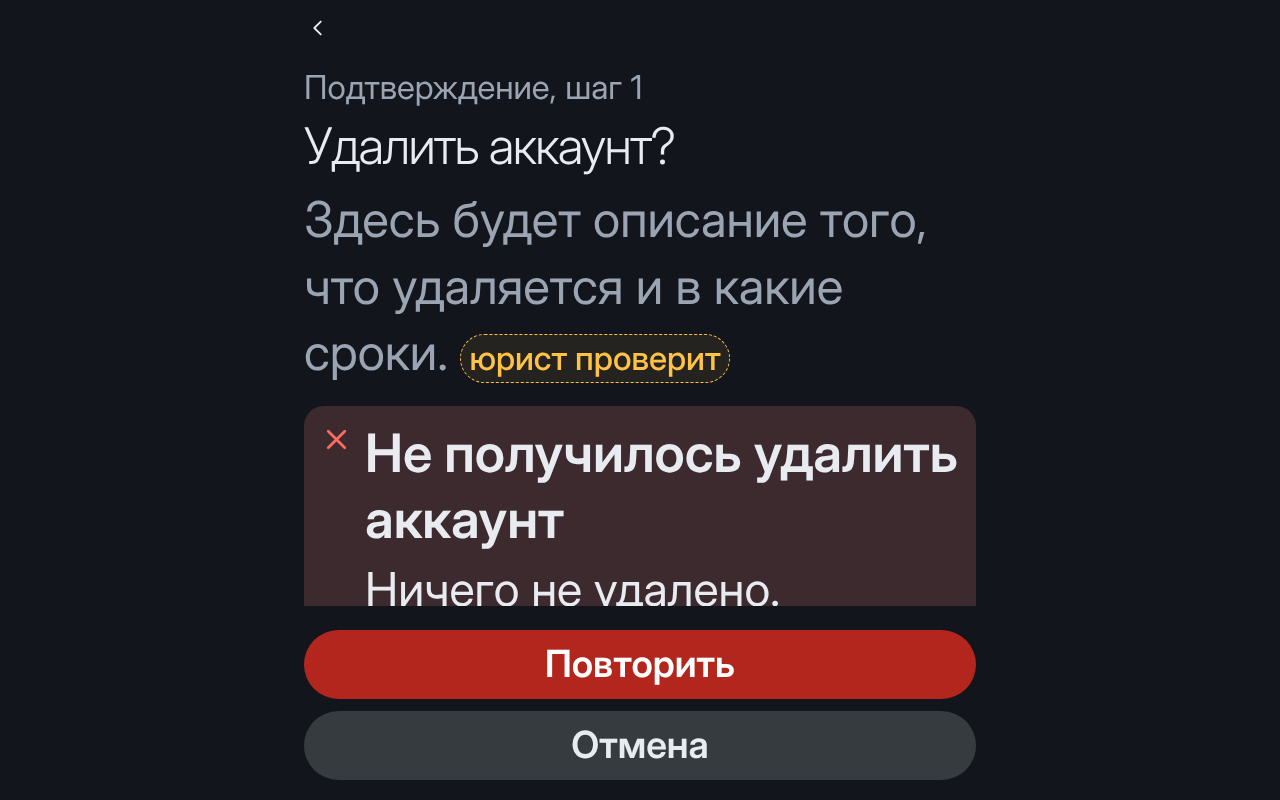 Подтверждение, шаг 1
Удалить аккаунт?
Здесь будет описание того,
что удаляется и в какие
сроки. юрист проверит
Не получилось удалить
аккаунт
Ничего не удалено.
Повторить
Отмена